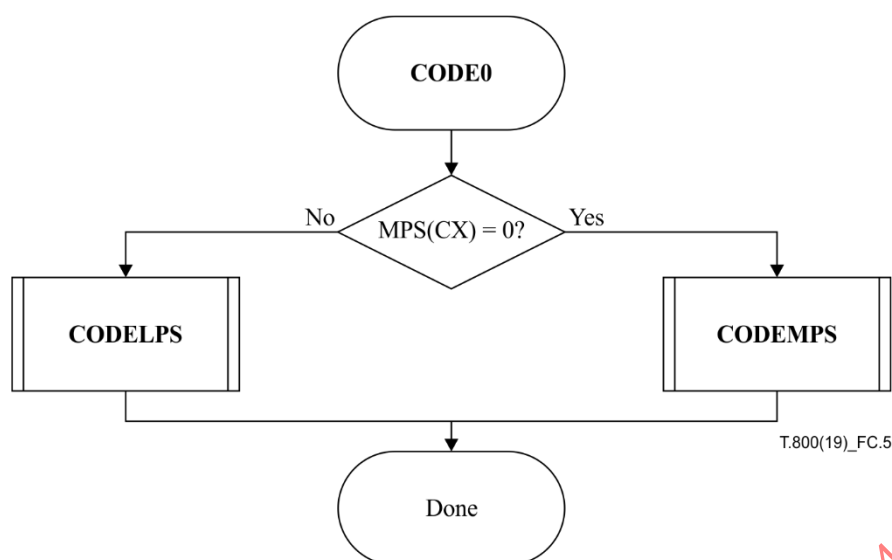 CODE0
MPS(CX) = 0?
No
Yes
CODELPS
CODEMPS
T.800(19)_FC.5
Done